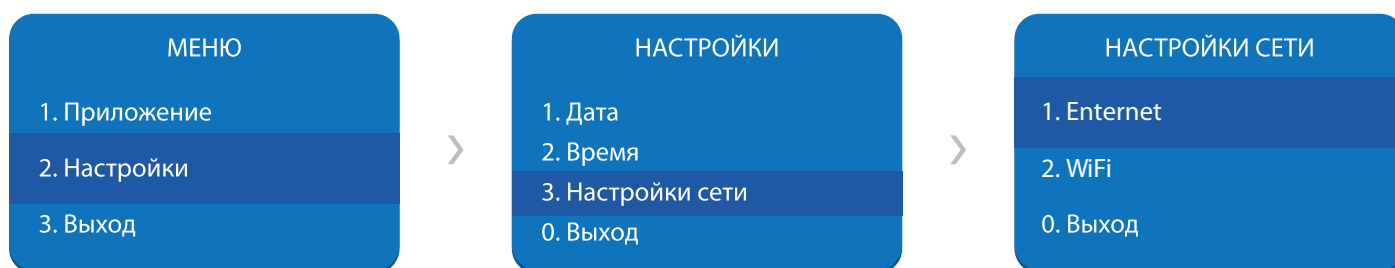 МЕНЮ
1. Приложение
2. Настройки
3. Выход
НАСТРОЙКИ
1. Дата
2. Время
3. Настройки сети
0. Выход
НАСТРОЙКИ СЕТИ
1. Enternet
2. WiFi
0. Выход